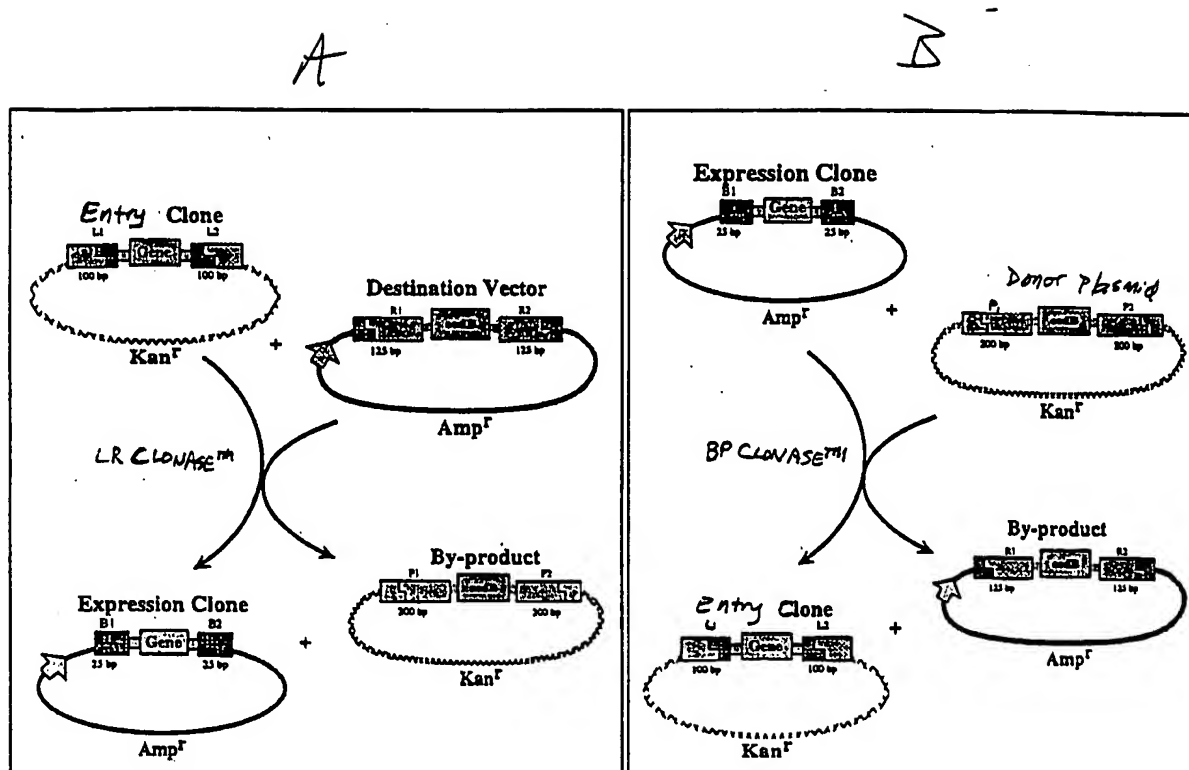 A
B
Entry Clone
L1
L2
Gene
100 bp
100 bp
Kanr
+
Destination Vector
R1
R2
125 bp
125 bp
Ampr
LR CLONASE™
Expression Clone
B1
B2
Gene
25 bp
25 bp
Ampr
+
By-product
P1
P2
200 bp
200 bp
Kanr
Expression Clone
B1
B2
Gene
25 bp
25 bp
Ampr
+
Donor plasmid
P1
P2
200 bp
200 bp
Kanr
BP CLONASE™
Entry Clone
L1
L2
Gene
100 bp
100 bp
Kanr
+
By-product
R1
R2
125 bp
125 bp
Ampr